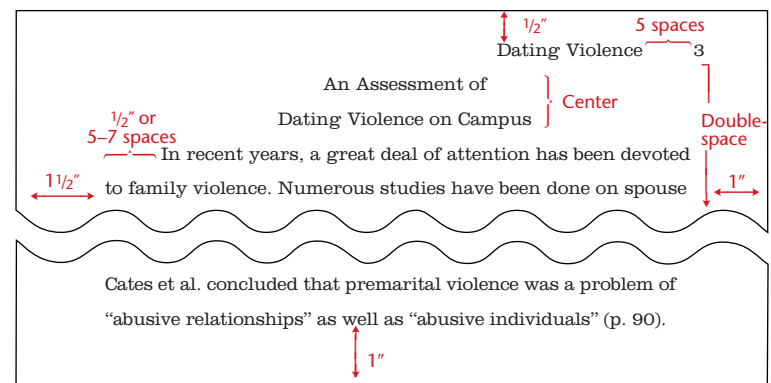 1/2″ 5 spaces
Dating Violence 3
An Assessment of
Dating Violence on Campus
Center
Double-
space
1/2″ or
5–7 spaces
In recent years, a great deal of attention has been devoted
to family violence. Numerous studies have been done on spouse
1 1/2″ 1″
Cates et al. concluded that premarital violence was a problem of
“abusive relationships” as well as “abusive individuals” (p. 90).
1″